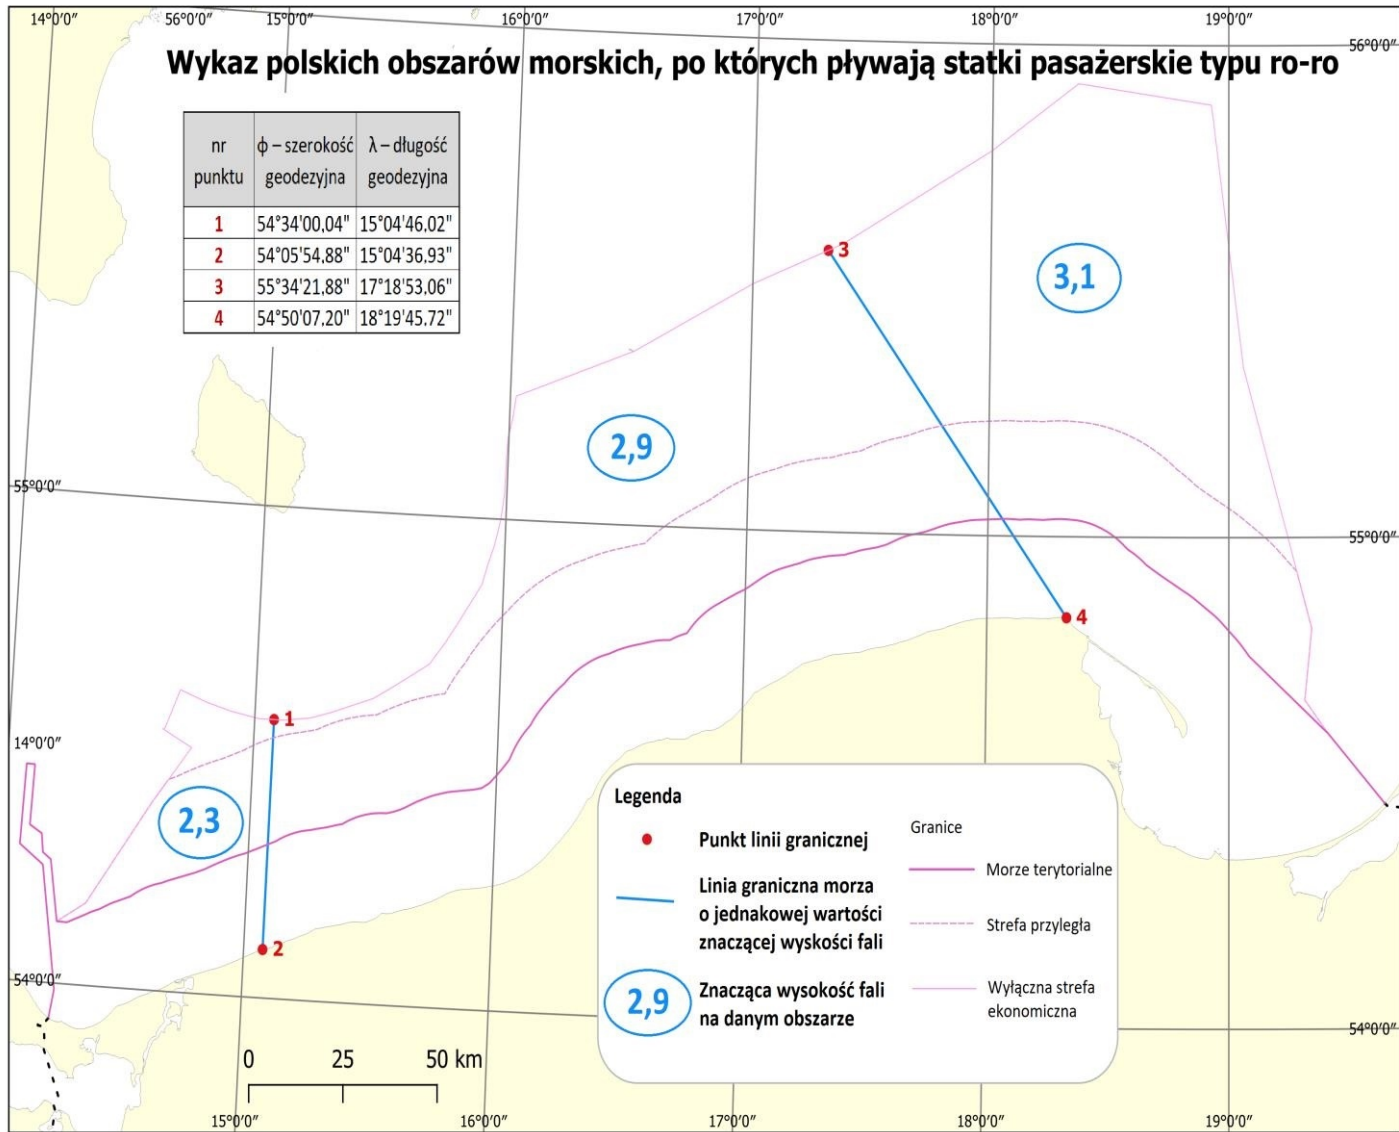 14°0'0" 56°0'0" 15°0'0" 16°0'0" 17°0'0" 18°0'0" 19°0'0"
56°0'0"
Wykaz polskich obszarów morskich, po których pływają statki pasażerskie typu ro-ro
nr punktu φ – szerokość geodezyjna λ – długość geodezyjna
1 54°34'00,04" 15°04'46,02"
2 54°05'54,88" 15°04'36,93"
3 55°34'21,88" 17°18'53,06"
4 54°50'07,20" 18°19'45,72"
3
3,1
2,9
55°0'0"
55°0'0"
4
1
14°0'0"
2,3
2
54°0'0"
54°0'0"
Legenda
Punkt linii granicznej
Linia graniczna morza
o jednakowej wartości
znaczącej wyskości fali
2,9
Znacząca wysokość fali
na danym obszarze
Granice
Morze terytorialne
Strefa przyległa
Wyłączna strefa
ekonomiczna
0 25 50 km
15°0'0" 16°0'0" 17°0'0" 18°0'0" 19°0'0"